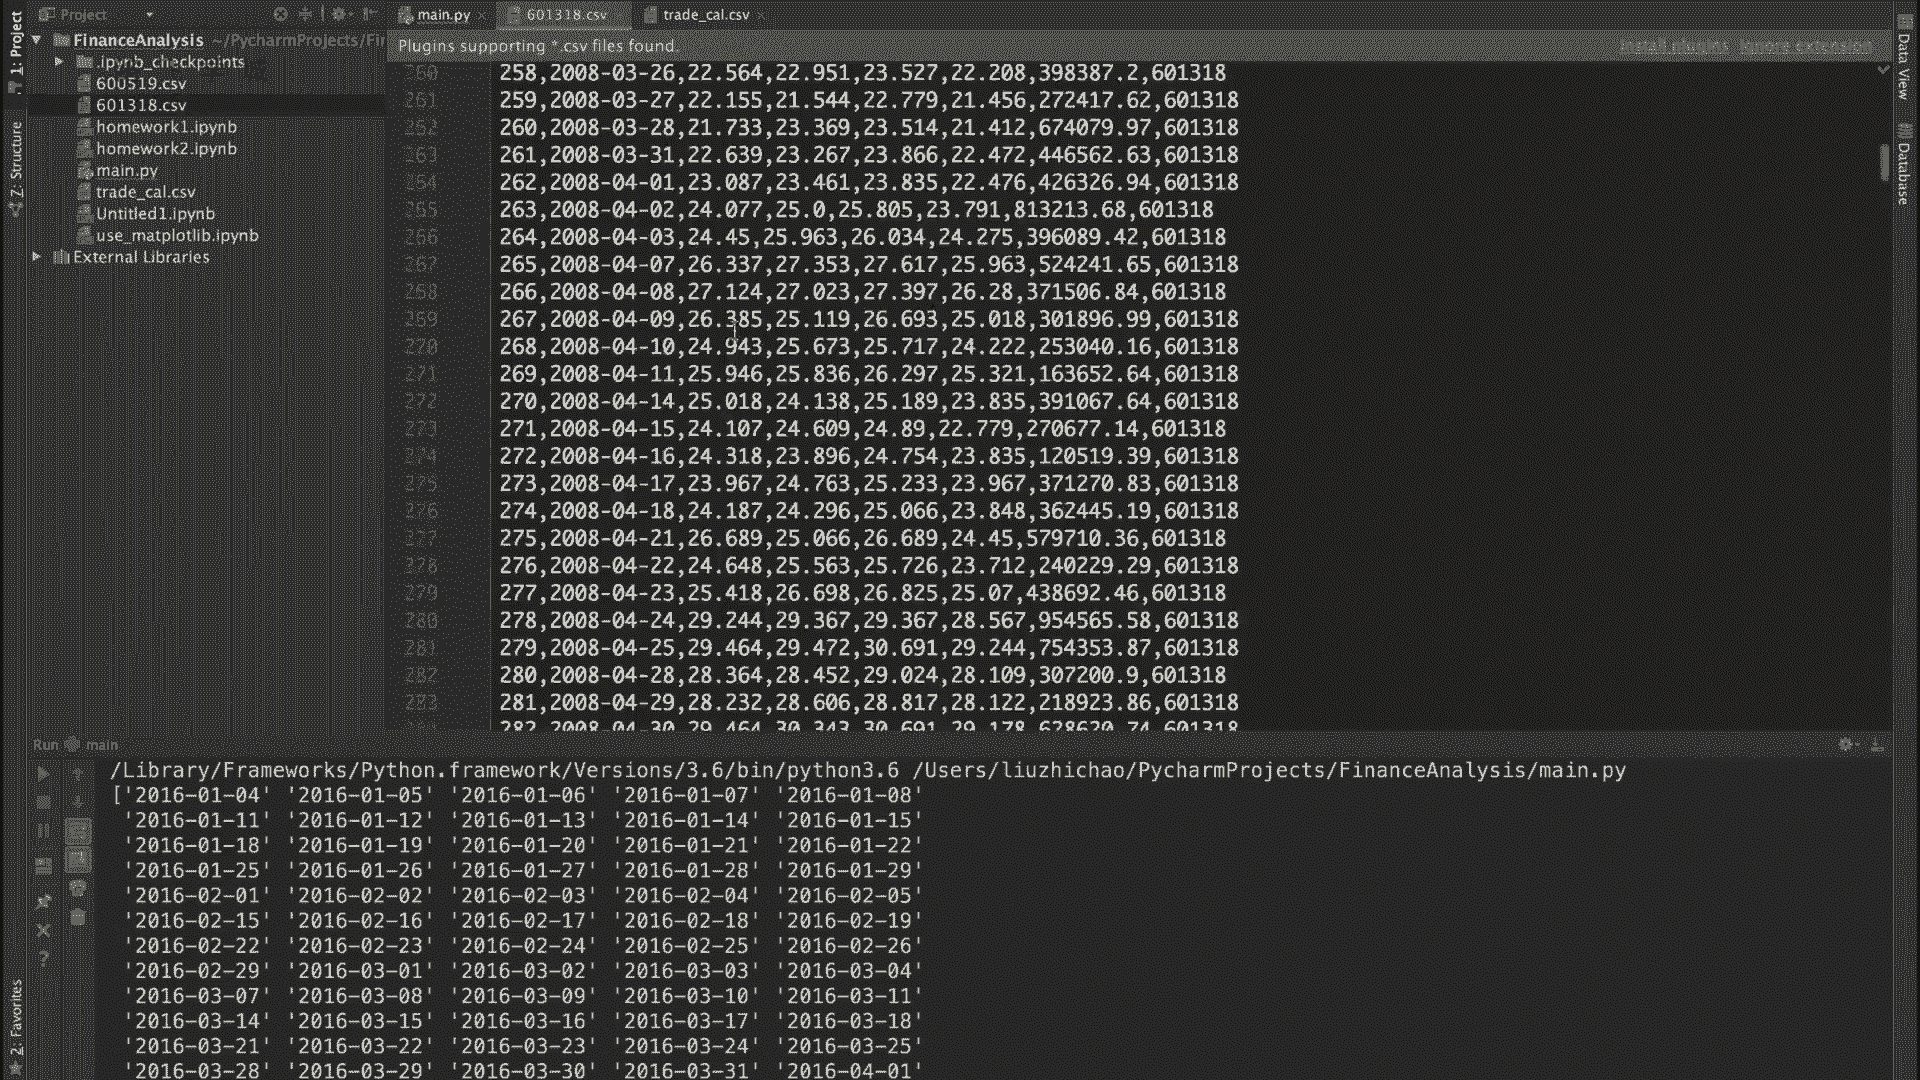 Project
main.py
601318.csv
trade_cal.csv
1: Project
FinanceAnalysis ~/PycharmProjects/Fi
.ipynb_checkpoints
600519.csv
601318.csv
homework1.ipynb
homework2.ipynb
main.py
trade_cal.csv
Untitled1.ipynb
use_matplotlib.ipynb
External Libraries
7: Structure
2: Favorites
Plugins supporting *.csv files found.
Install plugins Ignore extension
Data View
Database
260 258,2008-03-26,22.564,22.951,23.527,22.208,398387.2,601318
261 259,2008-03-27,22.155,21.544,22.779,21.456,272417.62,601318
262 260,2008-03-28,21.733,23.369,23.514,21.412,674079.97,601318
263 261,2008-03-31,22.639,23.267,23.866,22.472,446562.63,601318
264 262,2008-04-01,23.087,23.461,23.835,22.476,426326.94,601318
265 263,2008-04-02,24.077,25.0,25.805,23.791,813213.68,601318
266 264,2008-04-03,24.45,25.963,26.034,24.275,396089.42,601318
267 265,2008-04-07,26.337,27.353,27.617,25.963,524241.65,601318
268 266,2008-04-08,27.124,27.023,27.397,26.28,371506.84,601318
269 267,2008-04-09,26.385,25.119,26.693,25.018,301896.99,601318
270 268,2008-04-10,24.943,25.673,25.717,24.222,253040.16,601318
271 269,2008-04-11,25.946,25.836,26.297,25.321,163652.64,601318
272 270,2008-04-14,25.018,24.138,25.189,23.835,391067.64,601318
273 271,2008-04-15,24.107,24.609,24.89,22.779,270677.14,601318
274 272,2008-04-16,24.318,23.896,24.754,23.835,120519.39,601318
275 273,2008-04-17,23.967,24.763,25.233,23.967,371270.83,601318
276 274,2008-04-18,24.187,24.296,25.066,23.848,362445.19,601318
277 275,2008-04-21,26.689,25.066,26.689,24.45,579710.36,601318
278 276,2008-04-22,24.648,25.563,25.726,23.712,240229.29,601318
279 277,2008-04-23,25.418,26.698,26.825,25.07,438692.46,601318
280 278,2008-04-24,29.244,29.367,29.367,28.567,954565.58,601318
281 279,2008-04-25,29.464,29.472,30.691,29.244,754353.87,601318
282 280,2008-04-28,28.364,28.452,29.024,28.109,307200.9,601318
283 281,2008-04-29,28.232,28.606,28.817,28.122,218923.86,601318
282,2008-04-30,29.464,30.343,30.691,29.178,628620.74,601318
Run main
/Library/Frameworks/Python.framework/Versions/3.6/bin/python3.6 /Users/liuzhichao/PycharmProjects/FinanceAnalysis/main.py
['2016-01-04' '2016-01-05' '2016-01-06' '2016-01-07' '2016-01-08'
'2016-01-11' '2016-01-12' '2016-01-13' '2016-01-14' '2016-01-15'
'2016-01-18' '2016-01-19' '2016-01-20' '2016-01-21' '2016-01-22'
'2016-01-25' '2016-01-26' '2016-01-27' '2016-01-28' '2016-01-29'
'2016-02-01' '2016-02-02' '2016-02-03' '2016-02-04' '2016-02-05'
'2016-02-15' '2016-02-16' '2016-02-17' '2016-02-18' '2016-02-19'
'2016-02-22' '2016-02-23' '2016-02-24' '2016-02-25' '2016-02-26'
'2016-02-29' '2016-03-01' '2016-03-02' '2016-03-03' '2016-03-04'
'2016-03-07' '2016-03-08' '2016-03-09' '2016-03-10' '2016-03-11'
'2016-03-14' '2016-03-15' '2016-03-16' '2016-03-17' '2016-03-18'
'2016-03-21' '2016-03-22' '2016-03-23' '2016-03-24' '2016-03-25'
'2016-03-28' '2016-03-29' '2016-03-30' '2016-03-31' '2016-04-01'